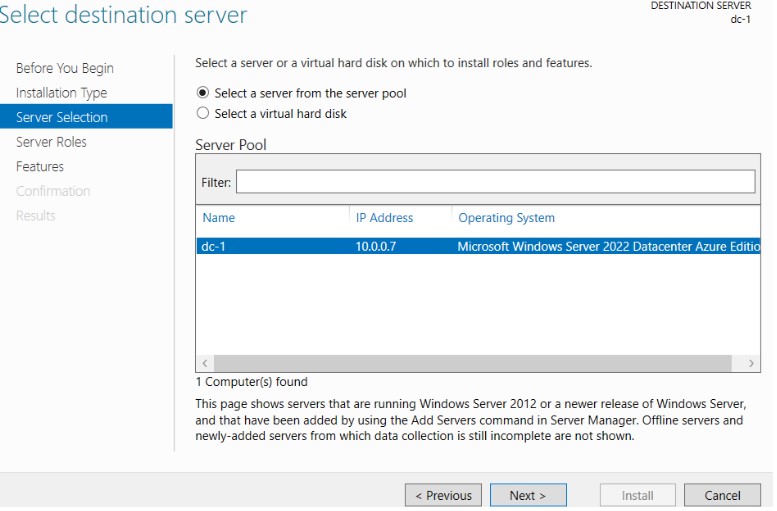 Select destination server
DESTINATION SERVER
dc-1
Before You Begin
Installation Type
Server Selection
Server Roles
Features
Confirmation
Results
Select a server or a virtual hard disk on which to install roles and features.
Select a server from the server pool
Select a virtual hard disk
Server Pool
Filter:
Name IP Address Operating System
dc-1 10.0.0.7 Microsoft Windows Server 2022 Datacenter Azure Editio
1 Computer(s) found
This page shows servers that are running Windows Server 2012 or a newer release of Windows Server,
and that have been added by using the Add Servers command in Server Manager. Offline servers and
newly-added servers from which data collection is still incomplete are not shown.
< Previous Next > Install Cancel